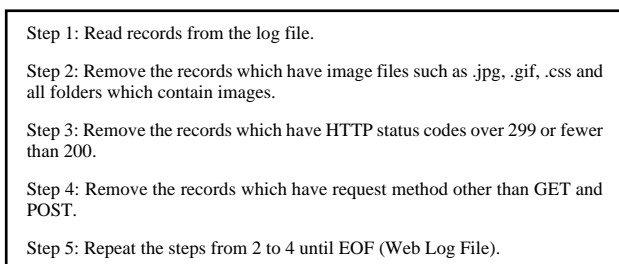 Step 1: Read records from the log file.
Step 2: Remove the records which have image files such as .jpg, .gif, .css and
all folders which contain images.
Step 3: Remove the records which have HTTP status codes over 299 or fewer
than 200.
Step 4: Remove the records which have request method other than GET and
POST.
Step 5: Repeat the steps from 2 to 4 until EOF (Web Log File).